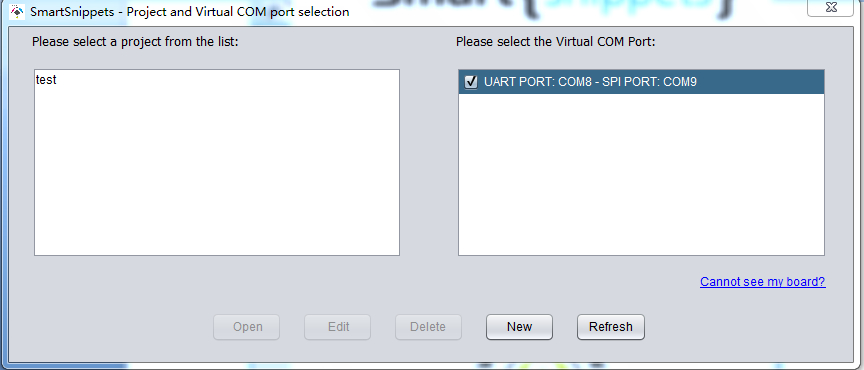 SmartSnippets - Project and Virtual COM port selection
Please select a project from the list:
Please select the Virtual COM Port:
test
UART PORT: COM8 - SPI PORT: COM9
Cannot see my board?
Open
Edit
Delete
New
Refresh